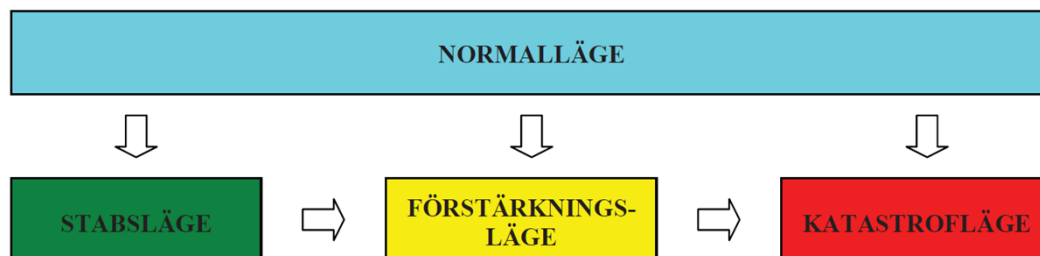 NORMALLÄGE
STABSLÄGE
FÖRSTÄRKNINGS-
LÄGE
KATASTROFLÄGE